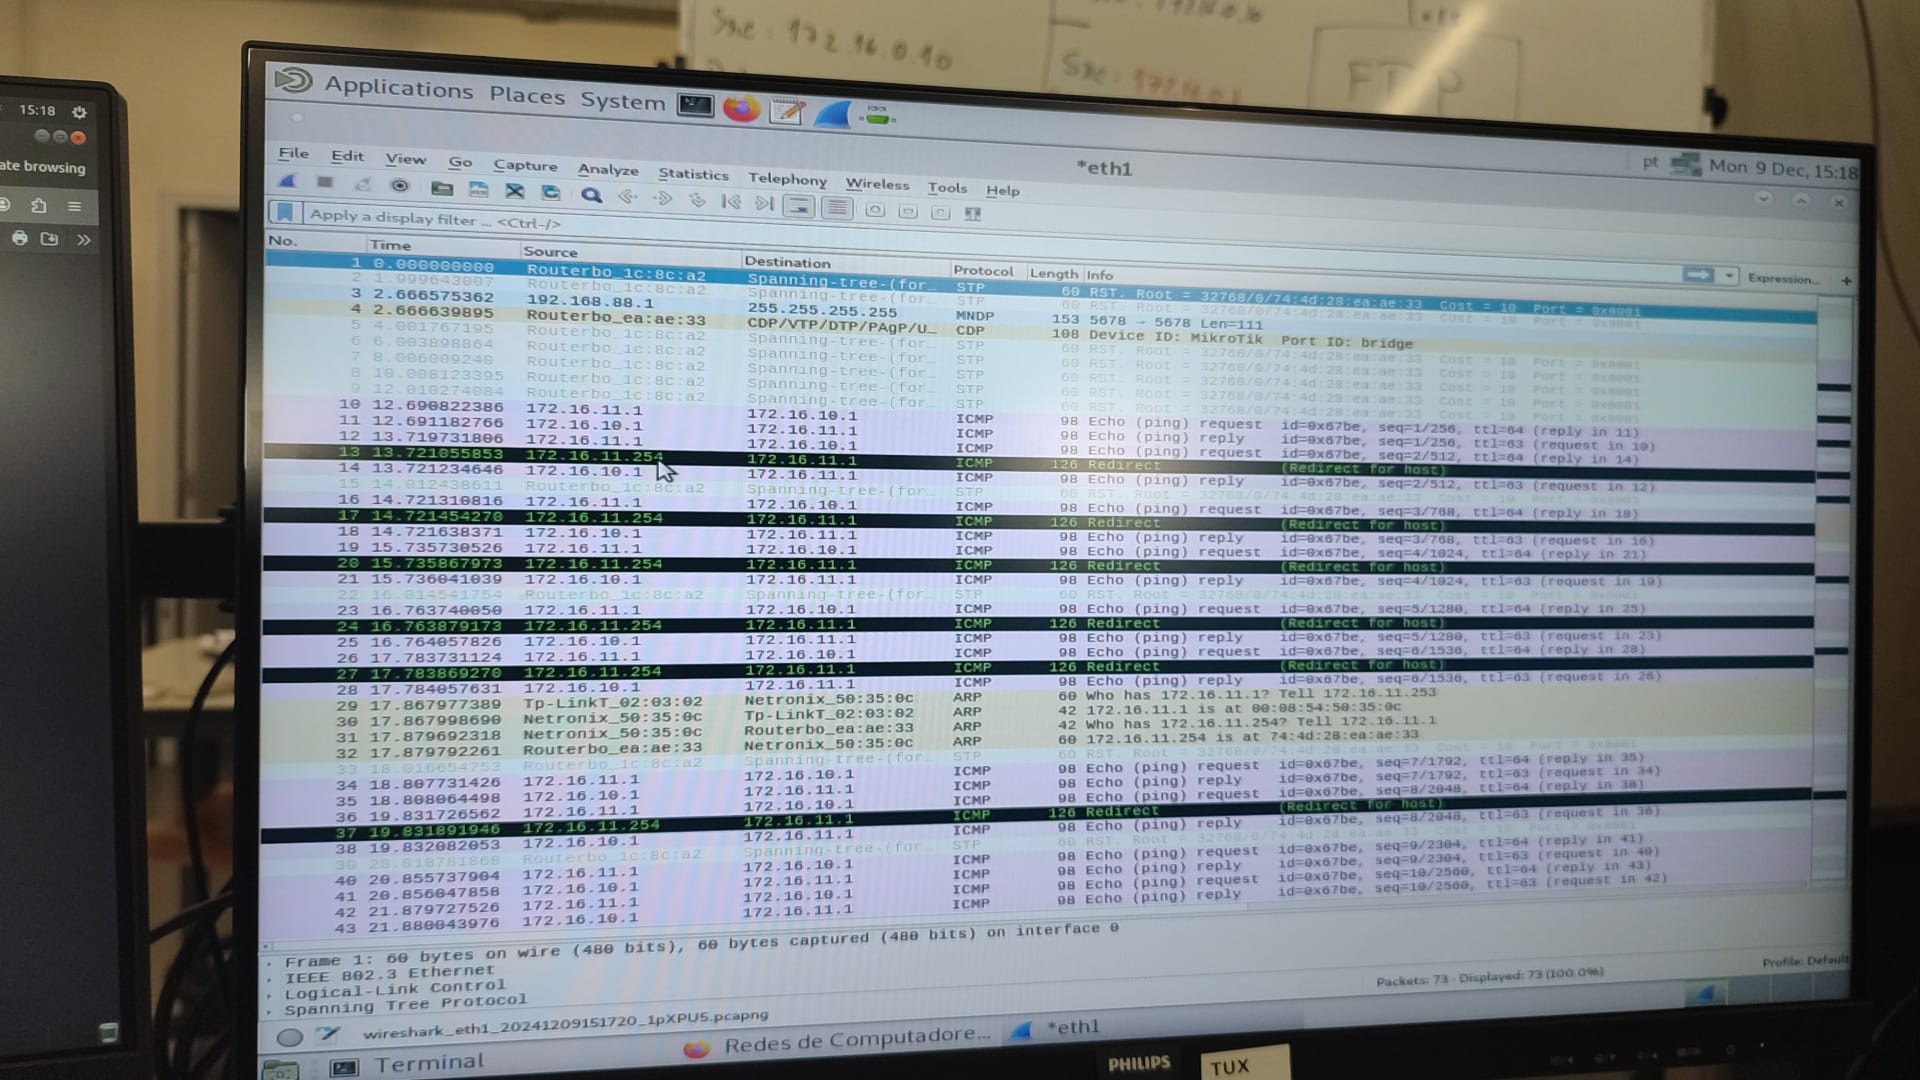 Src: 172.16.0.10
15:18
ate browsing
Applications Places System
pt Mon 9 Dec, 15:18
*eth1
File Edit View Go Capture Analyze Statistics Telephony Wireless Tools Help
Apply a display filter ... <Ctrl-/>
Expression... +
No. Time Source Destination Protocol Length Info
1 0.000000000 Routerbo_1c:8c:a2 Spanning-tree-(for… STP 60 RST. Root = 32768/0/74:4d:28:ea:ae:33 Cost = 10 Port = 0x8001
2 1.999643007 Routerbo_1c:8c:a2 Spanning-tree-(for… STP 60 RST. Root = 32768/0/74:4d:28:ea:ae:33 Cost = 10 Port = 0x8001
3 2.666575362 192.168.88.1 255.255.255.255 MNDP 153 5678 → 5678 Len=111
4 2.666639895 Routerbo_ea:ae:33 CDP/VTP/DTP/PAgP/U… CDP 108 Device ID: MikroTik Port ID: bridge
5 4.001767195 Routerbo_1c:8c:a2 Spanning-tree-(for… STP 60 RST. Root = 32768/0/74:4d:28:ea:ae:33 Cost = 10 Port = 0x8001
6 6.003898864 Routerbo_1c:8c:a2 Spanning-tree-(for… STP 60 RST. Root = 32768/0/74:4d:28:ea:ae:33 Cost = 10 Port = 0x8001
7 8.006009240 Routerbo_1c:8c:a2 Spanning-tree-(for… STP 60 RST. Root = 32768/0/74:4d:28:ea:ae:33 Cost = 10 Port = 0x8001
8 10.008123395 Routerbo_1c:8c:a2 Spanning-tree-(for… STP 60 RST. Root = 32768/0/74:4d:28:ea:ae:33 Cost = 10 Port = 0x8001
9 12.010274084 Routerbo_1c:8c:a2 Spanning-tree-(for… STP 60 RST. Root = 32768/0/74:4d:28:ea:ae:33 Cost = 10 Port = 0x8001
10 12.690822386 172.16.11.1 172.16.10.1 ICMP 98 Echo (ping) request id=0x67be, seq=1/256, ttl=64 (reply in 11)
11 12.691182766 172.16.10.1 172.16.11.1 ICMP 98 Echo (ping) reply id=0x67be, seq=1/256, ttl=63 (request in 10)
12 13.719731806 172.16.11.1 172.16.10.1 ICMP 98 Echo (ping) request id=0x67be, seq=2/512, ttl=64 (reply in 14)
13 13.721055853 172.16.11.254 172.16.11.1 ICMP 126 Redirect (Redirect for host)
14 13.721234646 172.16.10.1 172.16.11.1 ICMP 98 Echo (ping) reply id=0x67be, seq=2/512, ttl=63 (request in 12)
15 14.012438611 Routerbo_1c:8c:a2 Spanning-tree-(for… STP 60 RST. Root = 32768/0/74:4d:28:ea:ae:33
16 14.721310816 172.16.11.1 172.16.10.1 ICMP 98 Echo (ping) request id=0x67be, seq=3/768, ttl=64 (reply in 18)
17 14.721454270 172.16.11.254 172.16.11.1 ICMP 126 Redirect (Redirect for host)
18 14.721638371 172.16.10.1 172.16.11.1 ICMP 98 Echo (ping) reply id=0x67be, seq=3/768, ttl=63 (request in 16)
19 15.735730526 172.16.11.1 172.16.10.1 ICMP 98 Echo (ping) request id=0x67be, seq=4/1024, ttl=64 (reply in 21)
20 15.735867973 172.16.11.254 172.16.11.1 ICMP 126 Redirect (Redirect for host)
21 15.736041039 172.16.10.1 172.16.11.1 ICMP 98 Echo (ping) reply id=0x67be, seq=4/1024, ttl=63 (request in 19)
22 16.014541754 Routerbo_1c:8c:a2 Spanning-tree-(for… STP 60 RST. Root = 32768/0/74:4d:28:ea:ae:33
23 16.763740050 172.16.11.1 172.16.10.1 ICMP 98 Echo (ping) request id=0x67be, seq=5/1280, ttl=64 (reply in 25)
24 16.763879173 172.16.11.254 172.16.11.1 ICMP 126 Redirect (Redirect for host)
25 16.764057826 172.16.10.1 172.16.11.1 ICMP 98 Echo (ping) reply id=0x67be, seq=5/1280, ttl=63 (request in 23)
26 17.783731124 172.16.11.1 172.16.10.1 ICMP 98 Echo (ping) request id=0x67be, seq=6/1536, ttl=64 (reply in 28)
27 17.783869270 172.16.11.254 172.16.11.1 ICMP 126 Redirect (Redirect for host)
28 17.784057631 172.16.10.1 172.16.11.1 ICMP 98 Echo (ping) reply id=0x67be, seq=6/1536, ttl=63 (request in 26)
29 17.867977389 Tp-LinkT_02:03:02 Netronix_50:35:0c ARP 60 Who has 172.16.11.1? Tell 172.16.11.253
30 17.867998690 Netronix_50:35:0c Tp-LinkT_02:03:02 ARP 42 172.16.11.1 is at 00:08:54:50:35:0c
31 17.879692318 Netronix_50:35:0c Routerbo_ea:ae:33 ARP 42 Who has 172.16.11.254? Tell 172.16.11.1
32 17.879792261 Routerbo_ea:ae:33 Netronix_50:35:0c ARP 60 172.16.11.254 is at 74:4d:28:ea:ae:33
33 18.016654753 Routerbo_1c:8c:a2 Spanning-tree-(for… STP 60 RST. Root = 32768/0/74:4d:28:ea:ae:33 Cost = 10 Port = 0x8001
34 18.807731426 172.16.11.1 172.16.10.1 ICMP 98 Echo (ping) request id=0x67be, seq=7/1792, ttl=64 (reply in 35)
35 18.808064498 172.16.10.1 172.16.11.1 ICMP 98 Echo (ping) reply id=0x67be, seq=7/1792, ttl=63 (request in 34)
36 19.831726562 172.16.11.1 172.16.10.1 ICMP 98 Echo (ping) request id=0x67be, seq=8/2048, ttl=64 (reply in 38)
37 19.831891946 172.16.11.254 172.16.11.1 ICMP 126 Redirect (Redirect for host)
38 19.832082053 172.16.10.1 172.16.11.1 ICMP 98 Echo (ping) reply id=0x67be, seq=8/2048, ttl=63 (request in 36)
39 20.018781868 Routerbo_1c:8c:a2 Spanning-tree-(for… STP 60 RST. Root = 32768/0/74:4d:28:ea:ae:33
40 20.855737904 172.16.11.1 172.16.10.1 ICMP 98 Echo (ping) request id=0x67be, seq=9/2304, ttl=64 (reply in 41)
41 20.856047858 172.16.10.1 172.16.11.1 ICMP 98 Echo (ping) reply id=0x67be, seq=9/2304, ttl=63 (request in 40)
42 21.879727526 172.16.11.1 172.16.10.1 ICMP 98 Echo (ping) request id=0x67be, seq=10/2560, ttl=64 (reply in 43)
43 21.880043976 172.16.10.1 172.16.11.1 ICMP 98 Echo (ping) reply id=0x67be, seq=10/2560, ttl=63 (request in 42)
Frame 1: 60 bytes on wire (480 bits), 60 bytes captured (480 bits) on interface 0
IEEE 802.3 Ethernet
Logical-Link Control
Spanning Tree Protocol
wireshark_eth1_20241209151720_1pXPU5.pcapng
Packets: 73 · Displayed: 73 (100.0%)
Profile: Default
Terminal
Redes de Computadore...
*eth1
PHILIPS
TUX